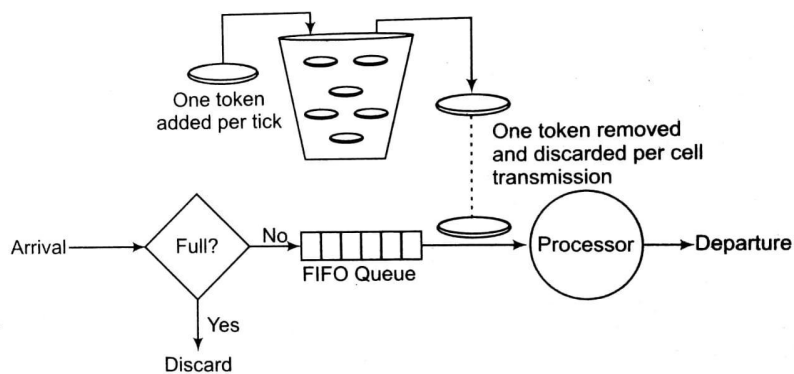 One token
added per tick
One token removed
and discarded per cell
transmission
Arrival
Full?
No
FIFO Queue
Processor
Departure
Yes
Discard